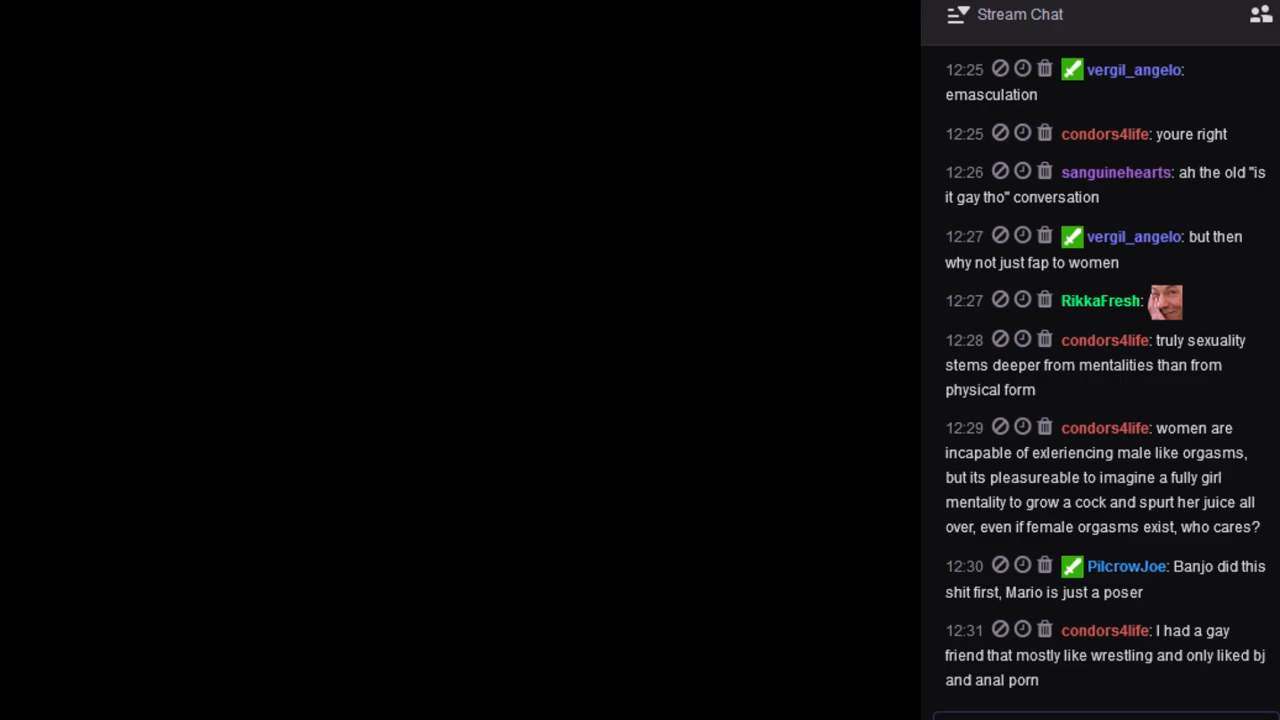 Stream Chat
12:25 vergil_angelo:
emasculation
12:25 condors4life: youre right
12:26 sanguinehearts: ah the old "is
it gay tho" conversation
12:27 vergil_angelo: but then
why not just fap to women
12:27 RikkaFresh:
12:28 condors4life: truly sexuality
stems deeper from mentalities than from
physical form
12:29 condors4life: women are
incapable of exleriencing male like orgasms,
but its pleasureable to imagine a fully girl
mentality to grow a cock and spurt her juice all
over, even if female orgasms exist, who cares?
12:30 PilcrowJoe: Banjo did this
shit first, Mario is just a poser
12:31 condors4life: I had a gay
friend that mostly like wrestling and only liked bj
and anal porn